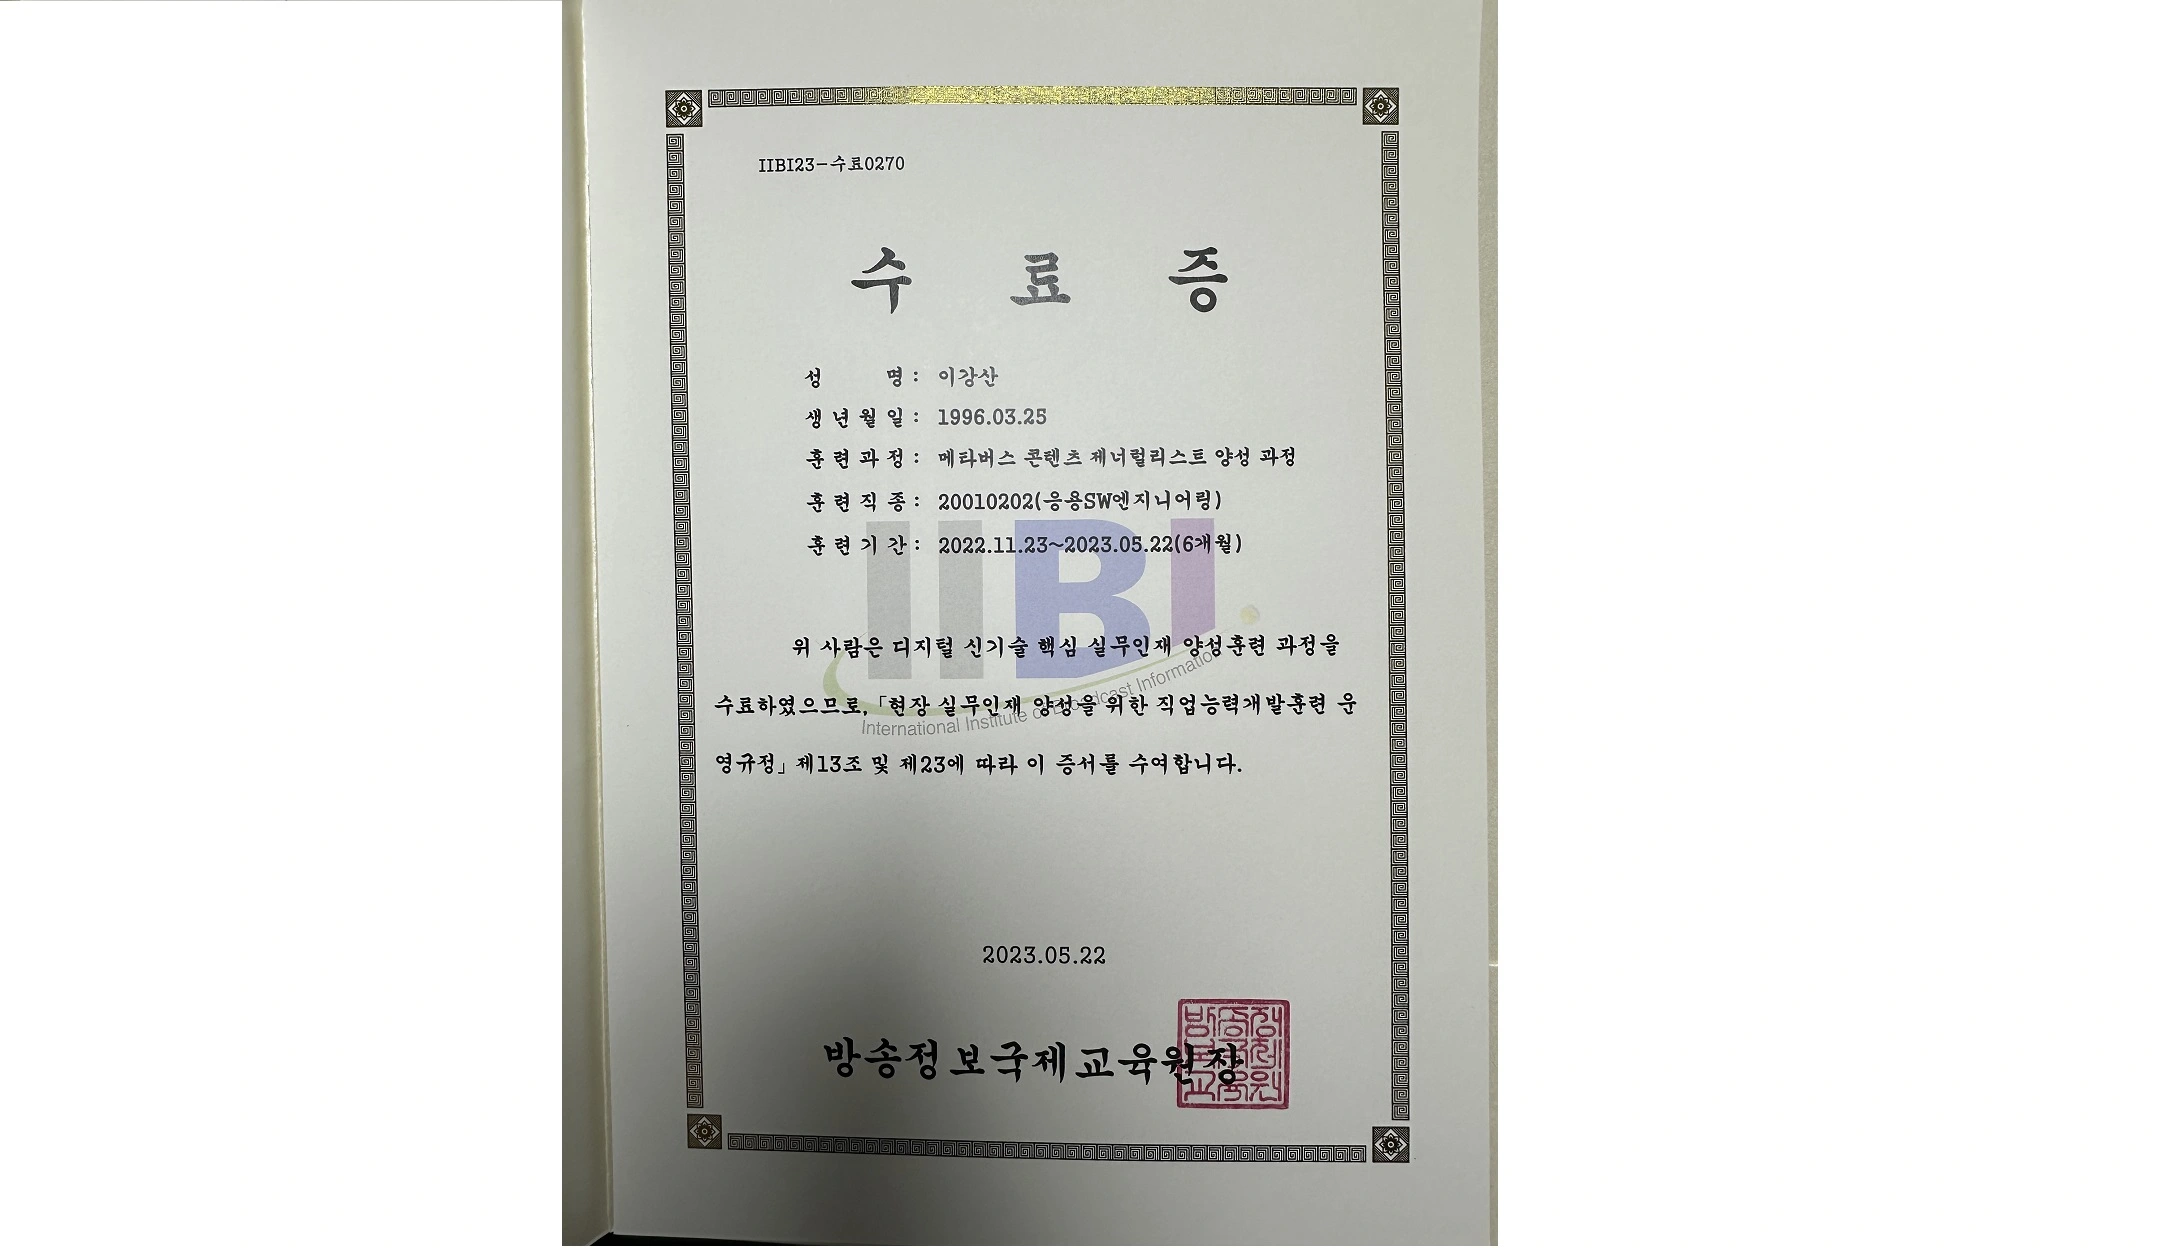 IIBI23-수료0270
수 료 증
성 명 : 이강산
생 년 월 일 : 1996.03.25
훈 련 과 정 : 메타버스 콘텐츠 제너럴리스트 양성 과정
훈 련 직 종 : 20010202(응용SW엔지니어링)
훈 련 기 간 : 2022.11.23~2023.05.22(6개월)
IIBI
위 사람은 디지털 신기술 핵심 실무인재 양성훈련 과정을
수료하였으므로, 「현장 실무인재 양성을 위한 직업능력개발훈련 운
International Institute of Broadcast Information
영규정」 제13조 및 제23에 따라 이 증서를 수여합니다.
2023.05.22
방송정보국제교육원장